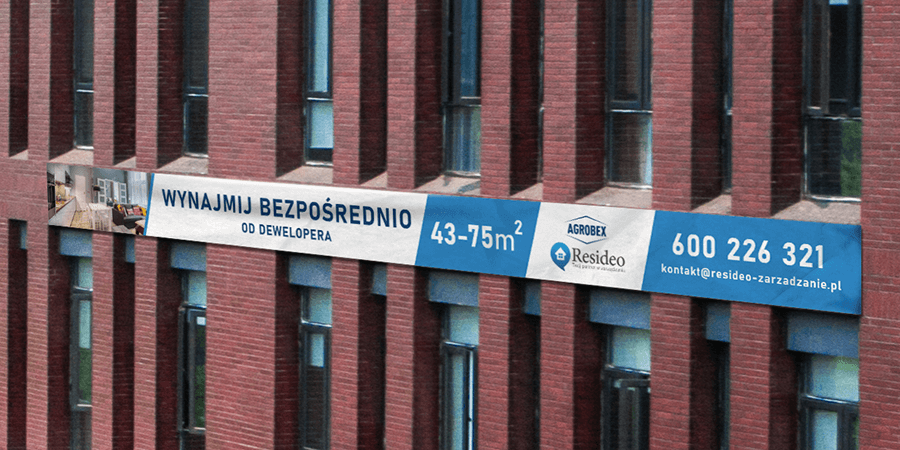 WYNAJMIJ BEZPOŚREDNIO
OD DEWELOPERA
43-75m²
AGROBEX
Resideo
600 226 321
kontakt@resideo-zarzadzanie.pl